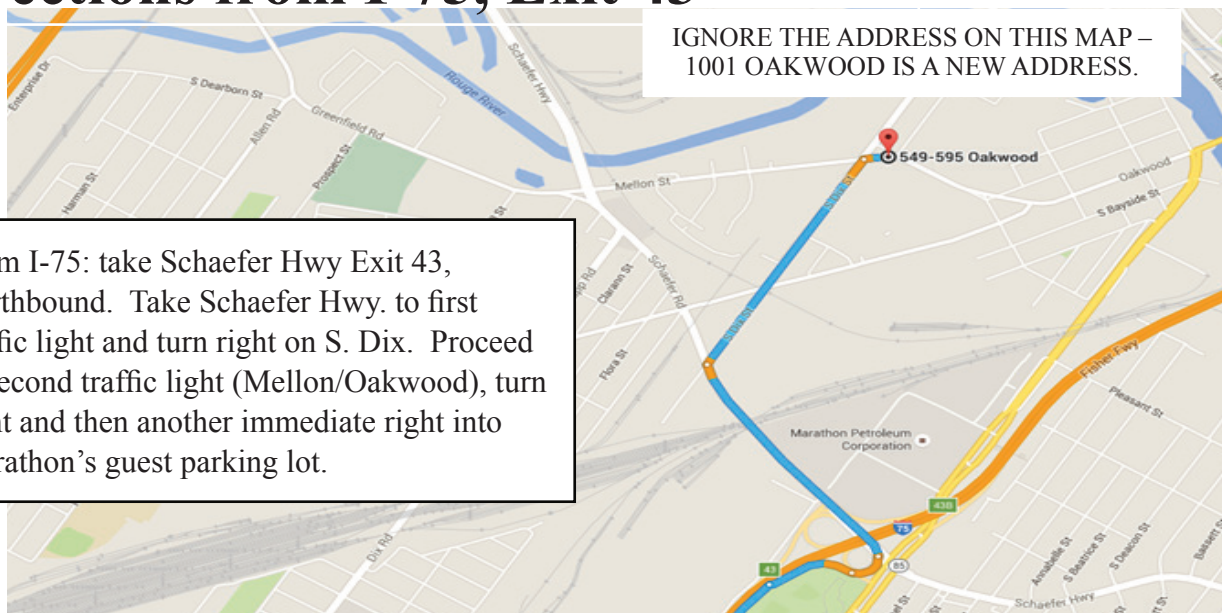 ections from I-75, Exit 43
IGNORE THE ADDRESS ON THIS MAP –
1001 OAKWOOD IS A NEW ADDRESS.
m I-75: take Schaefer Hwy Exit 43,
rthbound. Take Schaefer Hwy. to first
fic light and turn right on S. Dix. Proceed
econd traffic light (Mellon/Oakwood), turn
nt and then another immediate right into
rathon's guest parking lot.
Enterprise Dr
S Dearborn St
Allen Rd
Greenfield Rd
Prospect St
Harman St
Rouge River
Schaefer Hwy
Mellon St
549-595 Oakwood
Oakwood
S Bayside St
Schaefer Rd
Clarann St
Flora St
Fisher Fwy
Pleasant St
Marathon Petroleum
Corporation
43B
75
43
85
Dix Rd
Annabelle St
S Beatrice St
S Deacon St
Bassett St
Schaefer Hwy